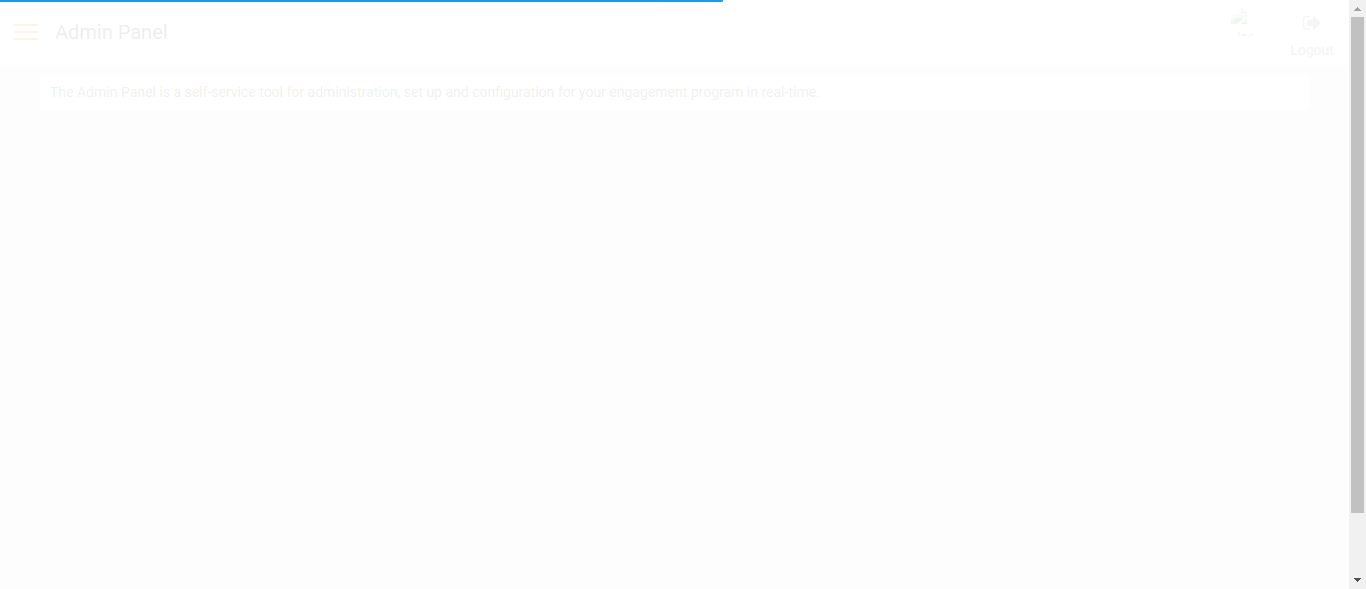 Admin Panel
Logout
The Admin Panel is a self-service tool for administration, set up and configuration for your engagement program in real-time.